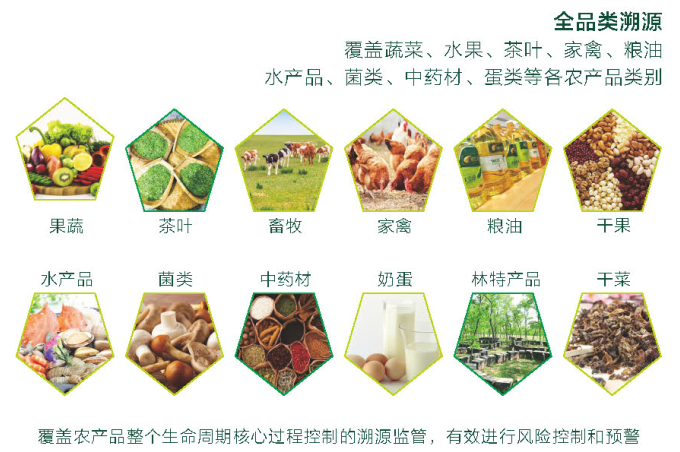 全品类溯源
覆盖蔬菜、水果、茶叶、家禽、粮油
水产品、菌类、中药材、蛋类等各农产品类别
果蔬
茶叶
畜牧
家禽
粮油
干果
水产品
菌类
中药材
奶蛋
林特产品
干菜
覆盖农产品整个生命周期核心过程控制的溯源监管，有效进行风险控制和预警